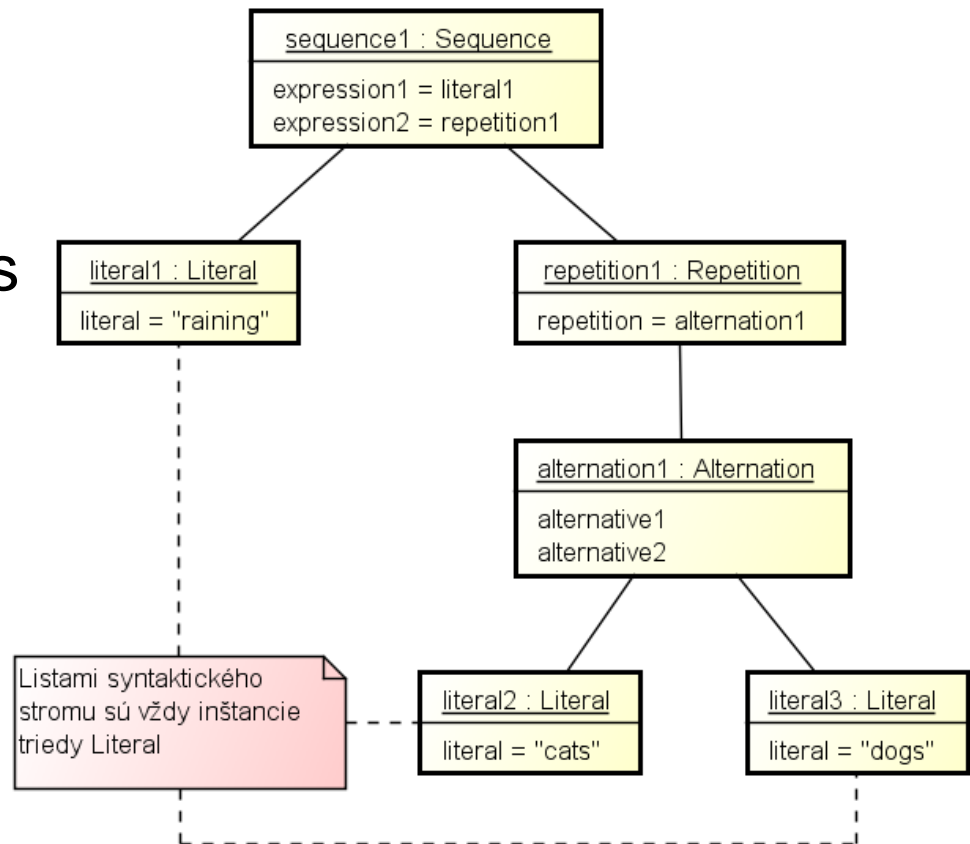 sequence1 : Sequence
expression1 = literal1
expression2 = repetition1
s
literal1 : Literal
literal = "raining"
repetition1 : Repetition
repetition = alternation1
alternation1 : Alternation
alternative1
alternative2
Listami syntaktického
stromu sú vždy inštancie
triedy Literal
literal2 : Literal
literal = "cats"
literal3 : Literal
literal = "dogs"